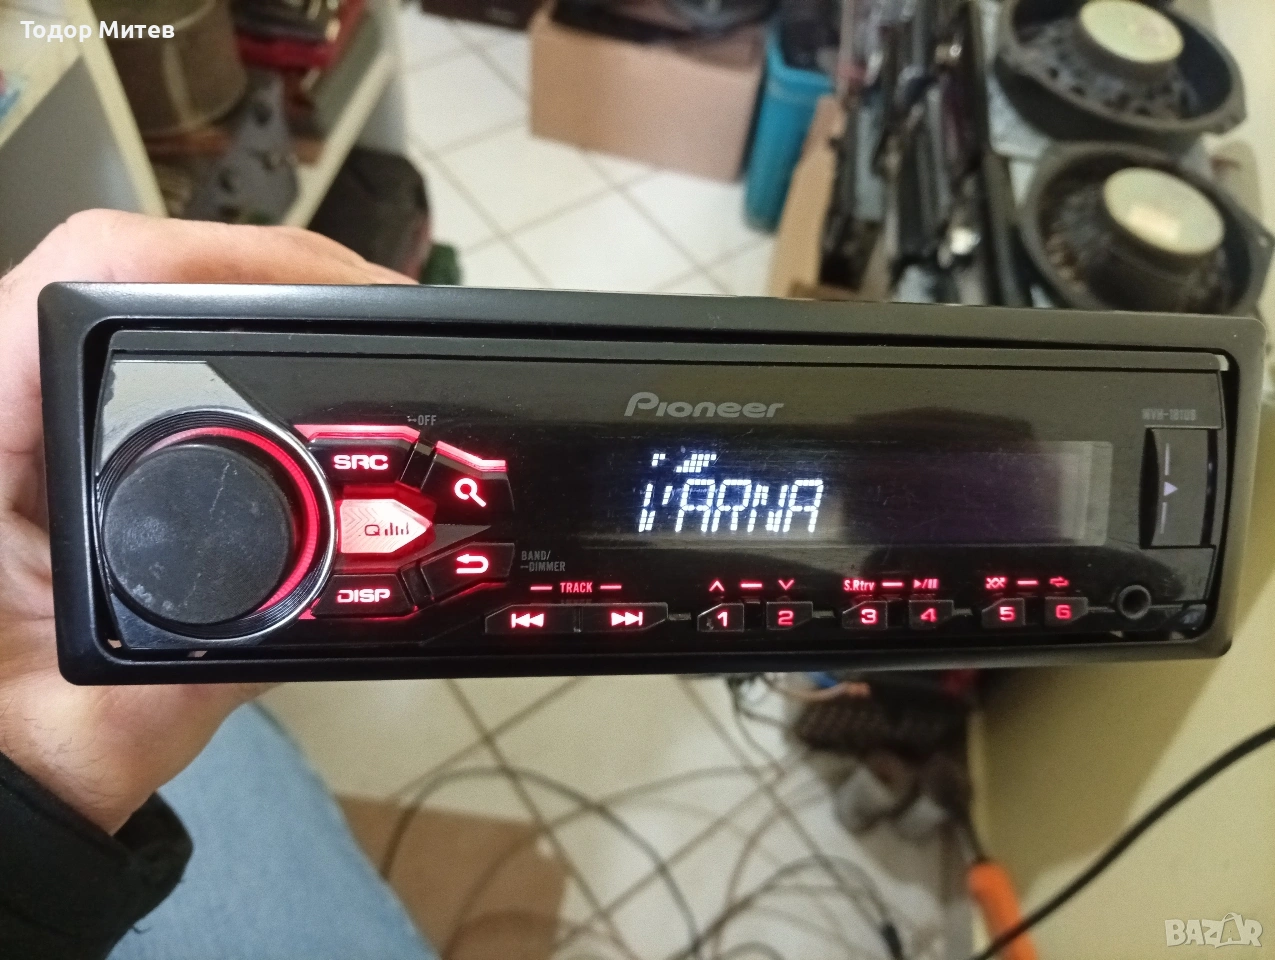 Тодор Митев
OFF
Pioneer
MVH-181UB
SRC
VARNA
Q
BAND/
DIMMER
DISP
TRACK
S.Rtrv
1 2 3 4 5 6
BAZAR